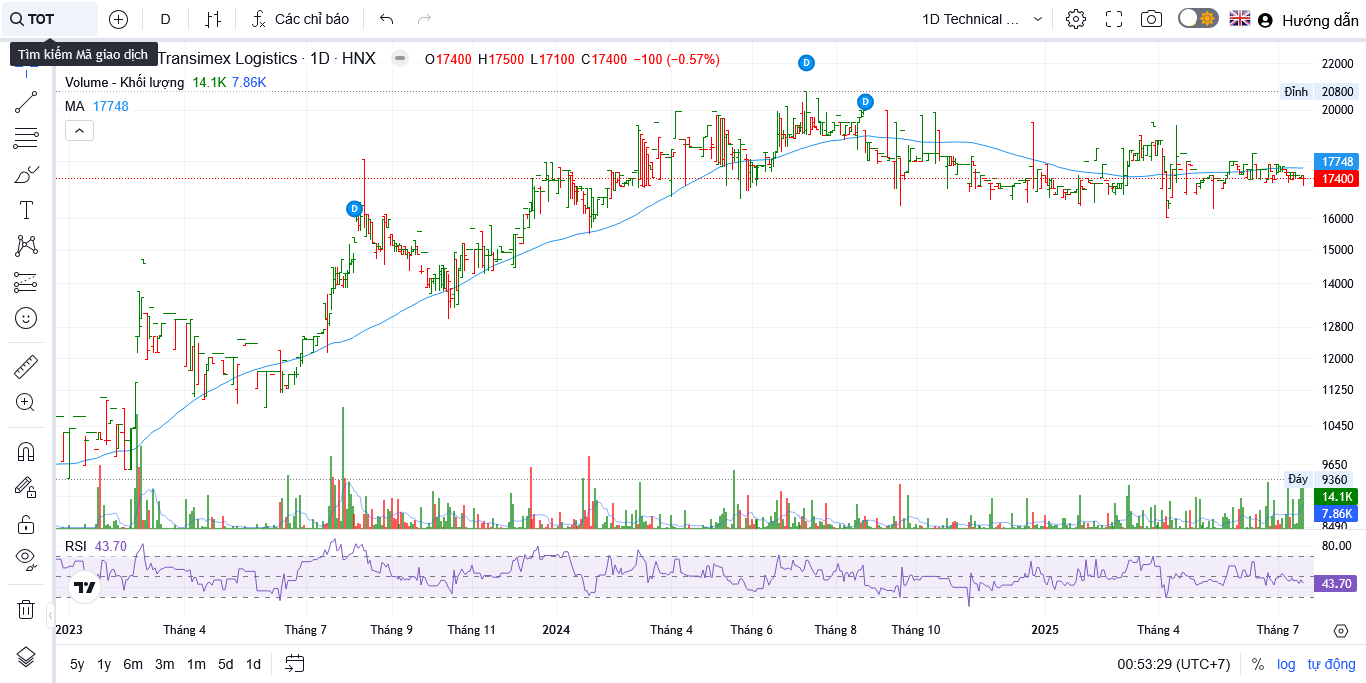 TOT D Các chỉ báo 1D Technical ... Hướng dẫn
Tìm kiếm Mã giao dịch
Transimex Logistics · 1D · HNX O17400 H17500 L17100 C17400 −100 (−0.57%)
Volume - Khối lượng 14.1K 7.86K
MA 17748
D
D
D
22000
Đỉnh 20800
20000
17748
17400
16000
15000
14000
12800
12000
11250
10450
9650
Đáy 9360
14.1K
7.86K
8490
RSI 43.70
80.00
43.70
2023 Tháng 4 Tháng 7 Tháng 9 Tháng 11 2024 Tháng 4 Tháng 6 Tháng 8 Tháng 10 2025 Tháng 4 Tháng 7
5y 1y 6m 3m 1m 5d 1d 00:53:29 (UTC+7) % log tự động